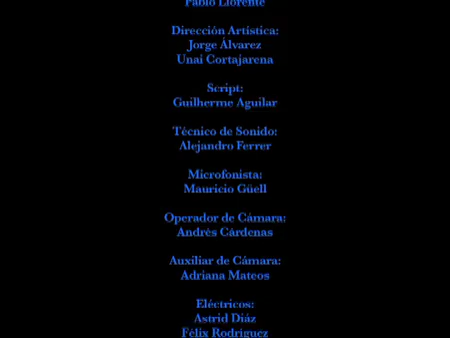 Pablo Llorente
Dirección Artística:
Jorge Álvarez
Unai Cortajarena
Script:
Guilherme Aguilar
Técnico de Sonido:
Alejandro Ferrer
Microfonista:
Mauricio Güell
Operador de Cámara:
Andrés Cárdenas
Auxiliar de Cámara:
Adriana Mateos
Eléctricos:
Astrid Diáz
Félix Rodríguez